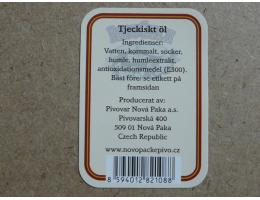 Tjeckiskt öl
Ingredienser:
Vatten, kornmalt, socker,
humle, humleextrakt,
antioxidationsmedel (E300).
Bäst före: se etikett på
framsidan
Producerat av:
Pivovar Nová Paka a.s.
Pivovarská 400
509 01 Nová Paka
Czech Republic
www.novopackepivo.cz
8 594012 821088